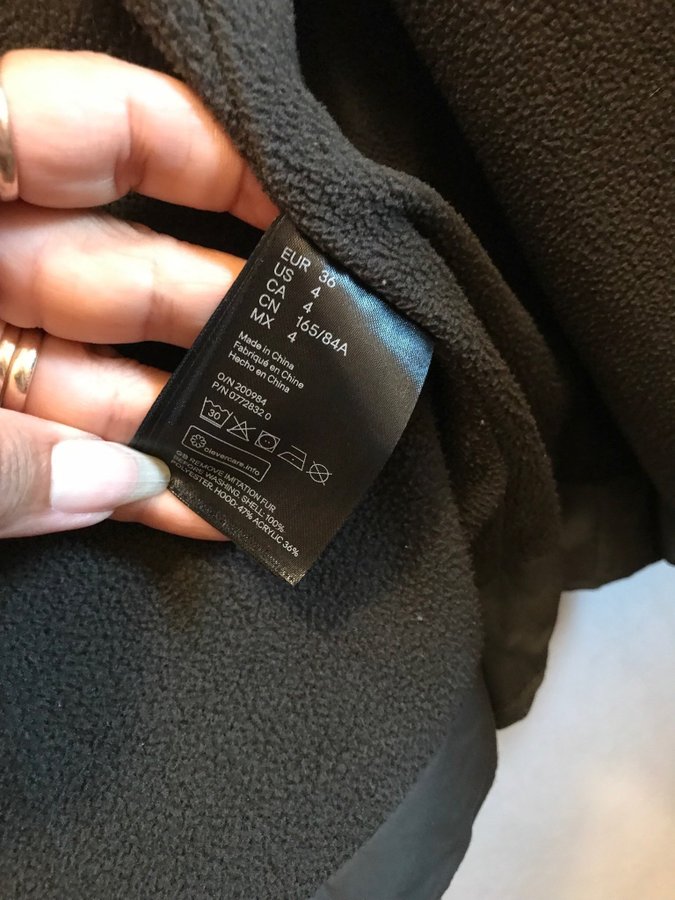 EUR 36
US 4
CA 4
CN 165/84A
MX 4
Made in China
Fabriqué en Chine
Hecho en China
O/N 200984
P/N 0772832 0
30
clevercare.info
GB REMOVE IMITATION FUR
BEFORE WASHING. SHELL: 100%
POLYESTER. HOOD: 47% ACRYLIC 36%